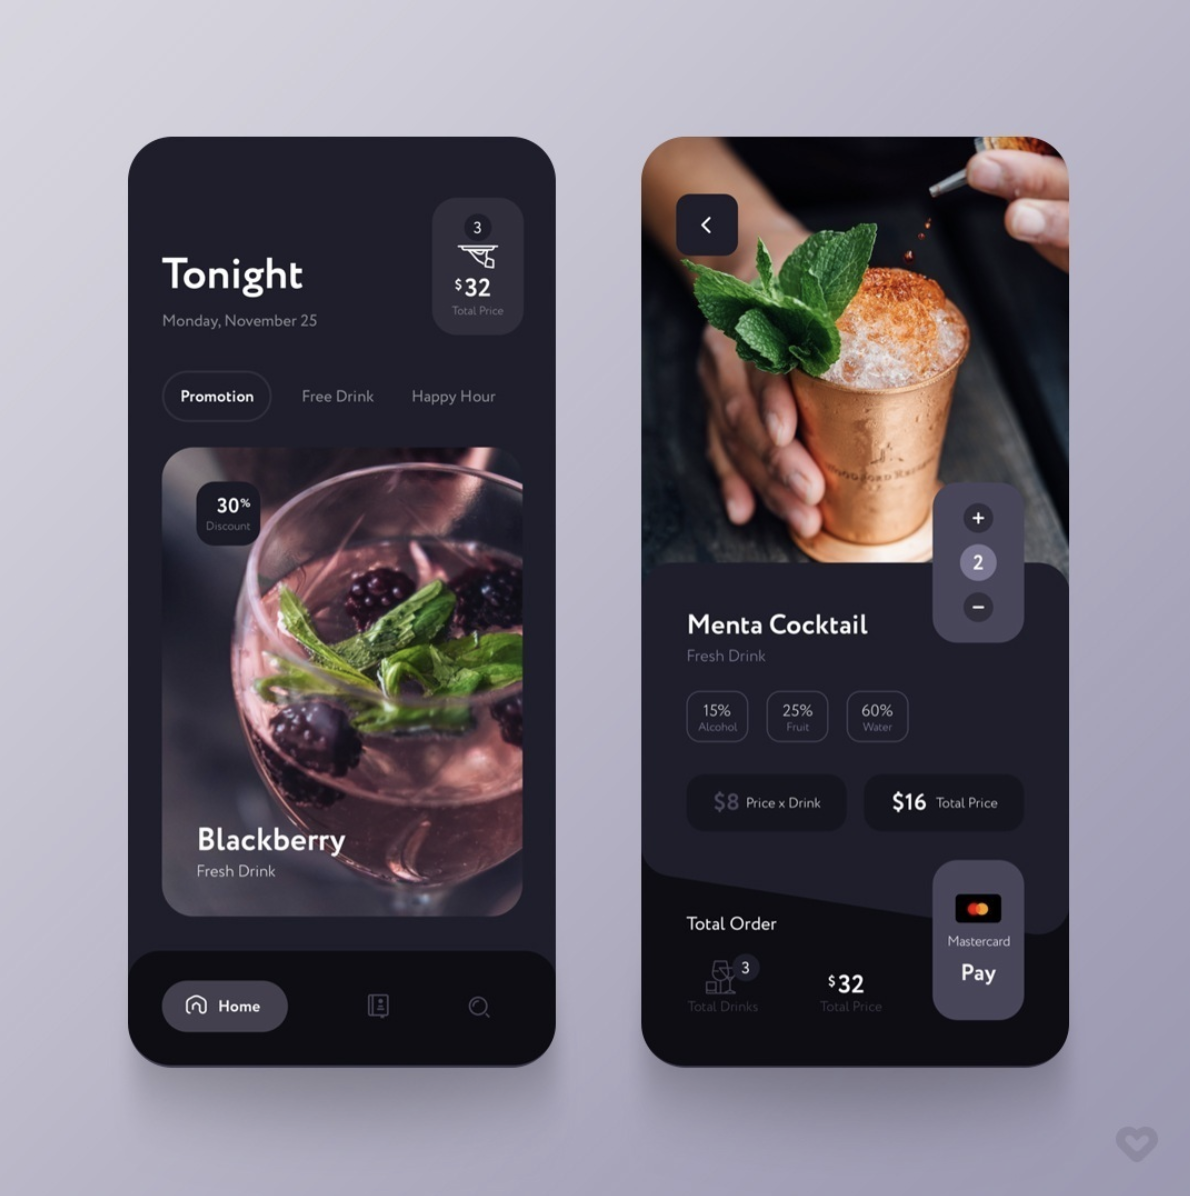 Tonight
Monday, November 25
3
$32
Total Price
Promotion
Free Drink
Happy Hour
30%
Discount
Blackberry
Fresh Drink
Home
+
2
−
Menta Cocktail
Fresh Drink
15%
Alcohol
25%
Fruit
60%
Water
$8 Price x Drink
$16 Total Price
Total Order
3
Total Drinks
$32
Total Price
Mastercard
Pay